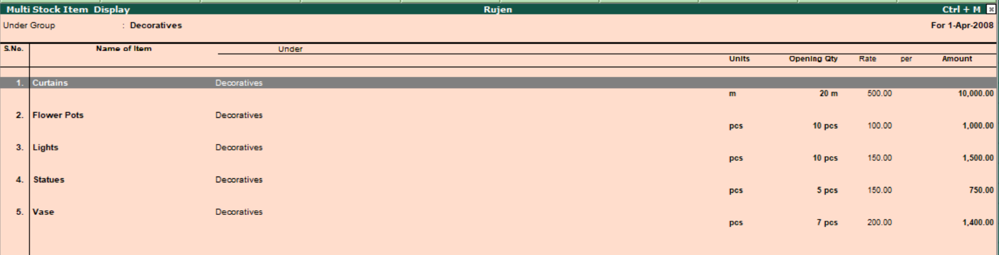 Multi Stock Item Display Rujen Ctrl + M
Under Group : Decoratives For 1-Apr-2008
S.No. Name of Item Under
Units Opening Qty Rate per Amount
1. Curtains Decoratives
m 20 m 500.00 10,000.00
2. Flower Pots Decoratives
pcs 10 pcs 100.00 1,000.00
3. Lights Decoratives
pcs 10 pcs 150.00 1,500.00
4. Statues Decoratives
pcs 5 pcs 150.00 750.00
5. Vase Decoratives
pcs 7 pcs 200.00 1,400.00